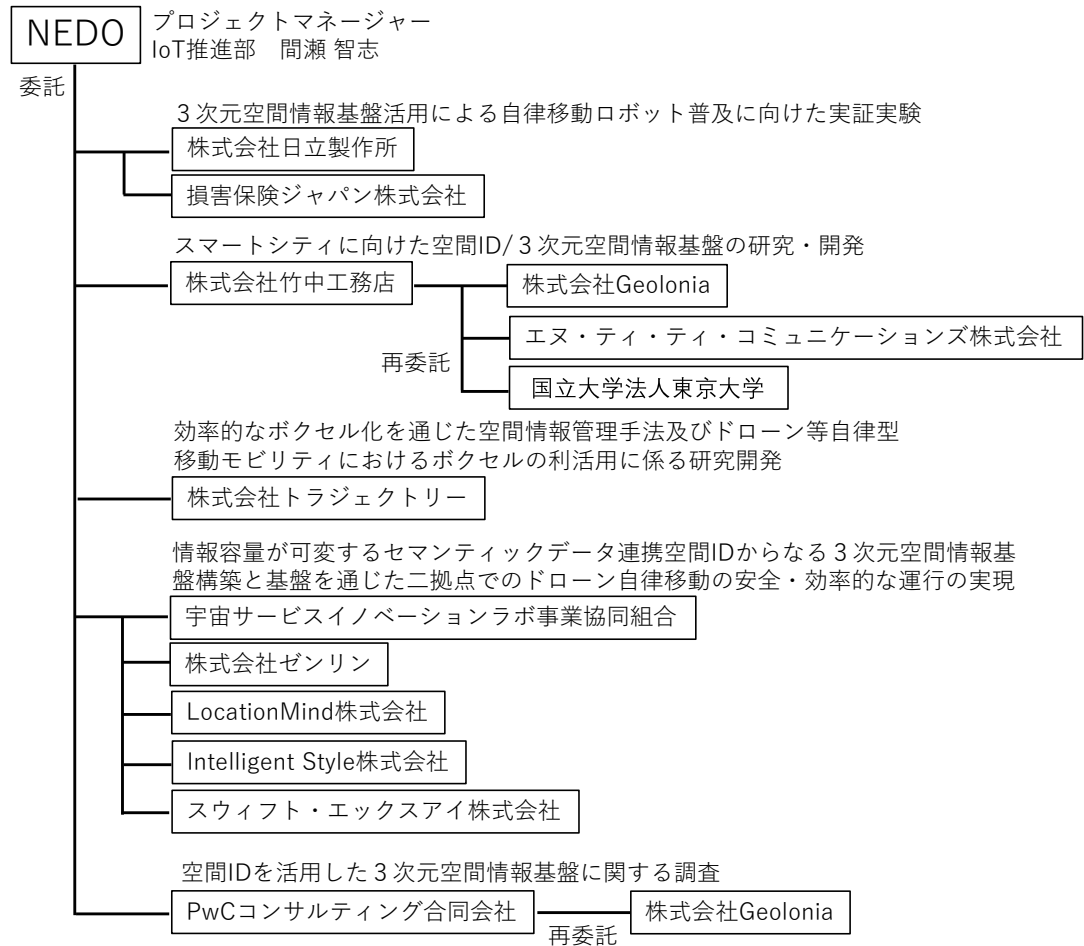 NEDO
プロジェクトマネージャー
IoT推進部　間瀬 智志
委託
３次元空間情報基盤活用による自律移動ロボット普及に向けた実証実験
株式会社日立製作所
損害保険ジャパン株式会社
スマートシティに向けた空間ID/３次元空間情報基盤の研究・開発
株式会社竹中工務店
株式会社Geolonia
エヌ・ティ・ティ・コミュニケーションズ株式会社
再委託
国立大学法人東京大学
効率的なボクセル化を通じた空間情報管理手法及びドローン等自律型
移動モビリティにおけるボクセルの利活用に係る研究開発
株式会社トラジェクトリー
情報容量が可変するセマンティックデータ連携空間IDからなる３次元空間情報基
盤構築と基盤を通じた二拠点でのドローン自律移動の安全・効率的な運行の実現
宇宙サービスイノベーションラボ事業協同組合
株式会社ゼンリン
LocationMind株式会社
Intelligent Style株式会社
スウィフト・エックスアイ株式会社
空間IDを活用した３次元空間情報基盤に関する調査
PwCコンサルティング合同会社
株式会社Geolonia
再委託